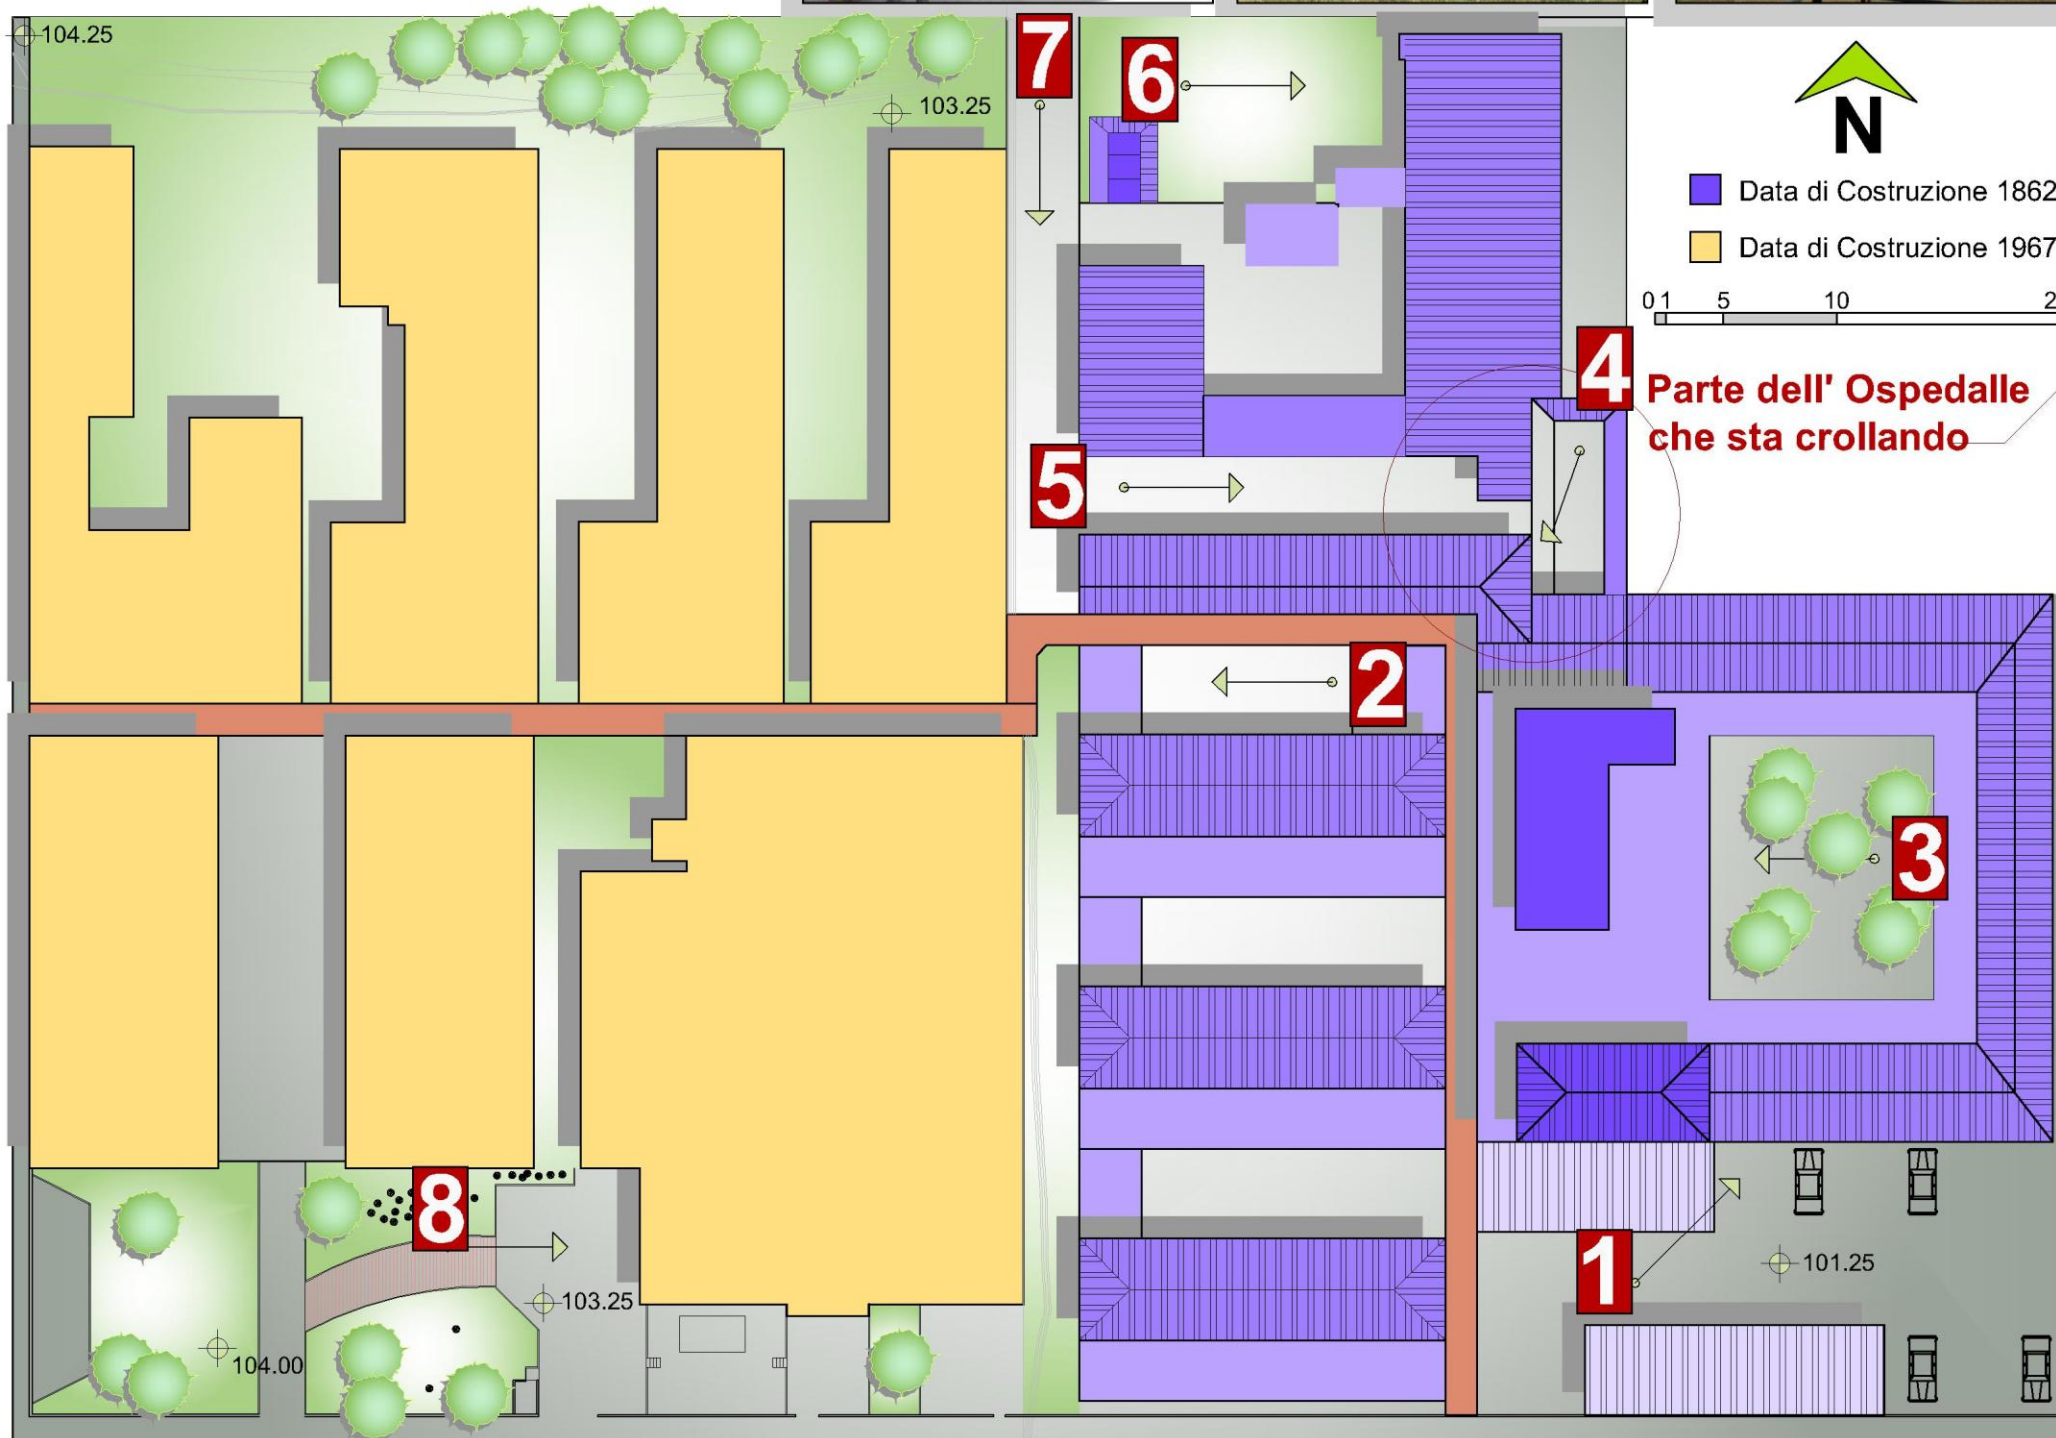 104.25
7
6
103.25
N
Data di Costruzione 1862
Data di Costruzione 1967
0 1 5 10 2
4
Parte dell' Ospedalle
che sta crollando
5
2
3
8
1
101.25
103.25
104.00